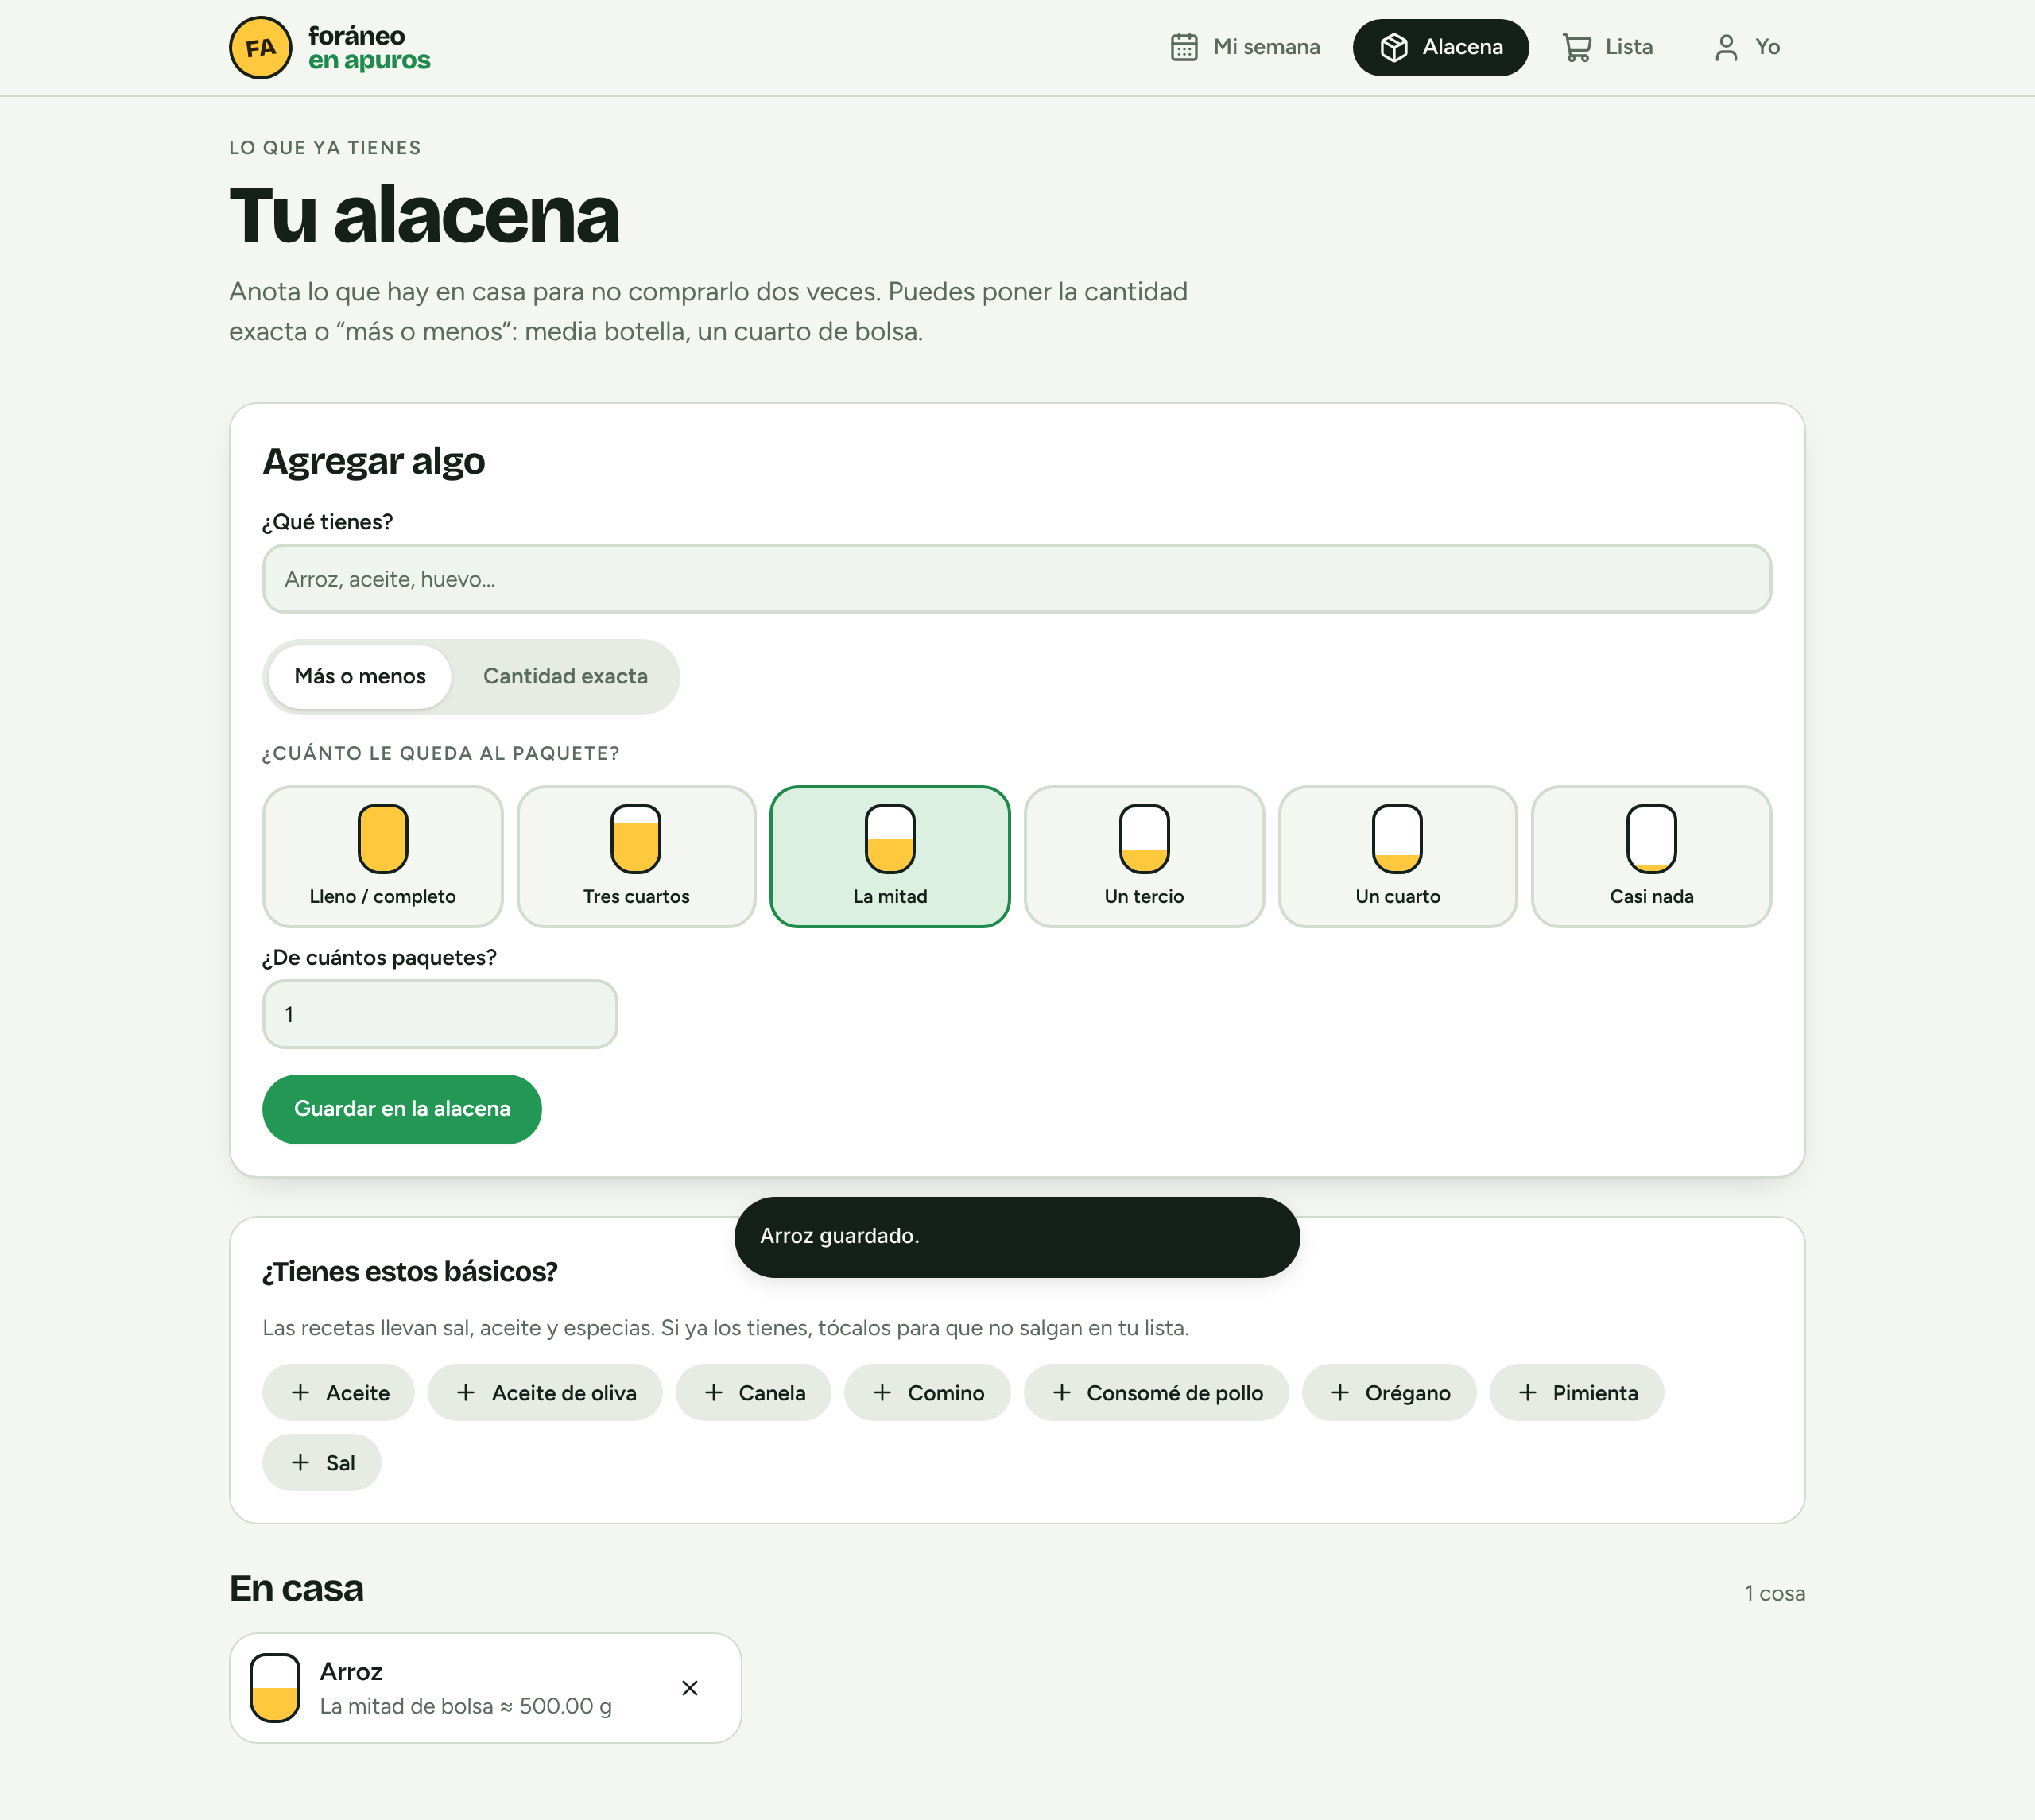 FA
foráneo
en apuros
Mi semana
Alacena
Lista
Yo
LO QUE YA TIENES
Tu alacena
Anota lo que hay en casa para no comprarlo dos veces. Puedes poner la cantidad
exacta o “más o menos”: media botella, un cuarto de bolsa.
Agregar algo
¿Qué tienes?
Arroz, aceite, huevo...
Más o menos
Cantidad exacta
¿CUÁNTO LE QUEDA AL PAQUETE?
Lleno / completo
Tres cuartos
La mitad
Un tercio
Un cuarto
Casi nada
¿De cuántos paquetes?
1
Guardar en la alacena
Arroz guardado.
¿Tienes estos básicos?
Las recetas llevan sal, aceite y especias. Si ya los tienes, tócalos para que no salgan en tu lista.
+ Aceite
+ Aceite de oliva
+ Canela
+ Comino
+ Consomé de pollo
+ Orégano
+ Pimienta
+ Sal
En casa
1 cosa
Arroz
La mitad de bolsa ≈ 500.00 g